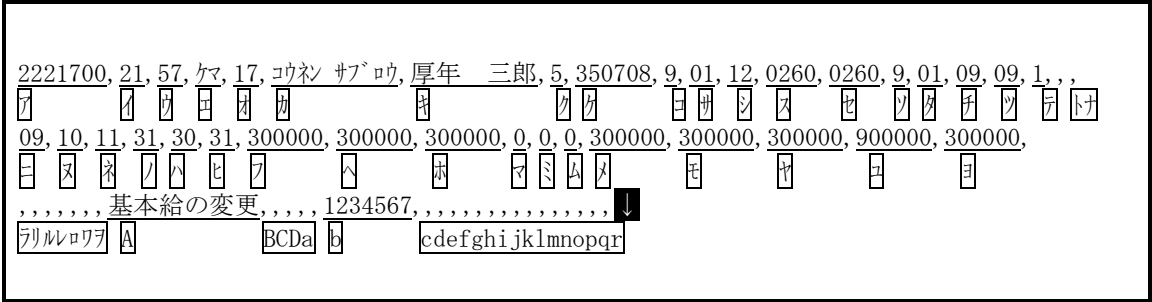 2221700,21,57,ｹﾏ,17,ｺｳﾈﾝ ｻﾌﾞﾛｳ,厚年　三郎,5,350708,9,01,12,0260,0260,9,01,09,09,1,,,
ｱ ｲ ｳ ｴ ｵ ｶ ｷ ｸ ｹ ｺ ｻ ｼ ｽ ｾ ｿ ﾀ ﾁ ﾂ ﾃ ﾄﾅ
09,10,11,31,30,31,300000,300000,300000,0,0,0,300000,300000,300000,900000,300000,
ﾆ ﾇ ﾈ ﾉ ﾊ ﾋ ﾌ ﾍ ﾎ ﾏ ﾐ ﾑ ﾒ ﾓ ﾔ ﾕ ﾖ
,,,,,,,基本給の変更,,,,,1234567,,,,,,,,,,,,,,,,↓
ﾗﾘﾙﾚﾛﾜｦ A BCDa b cdefghijklmnopqr